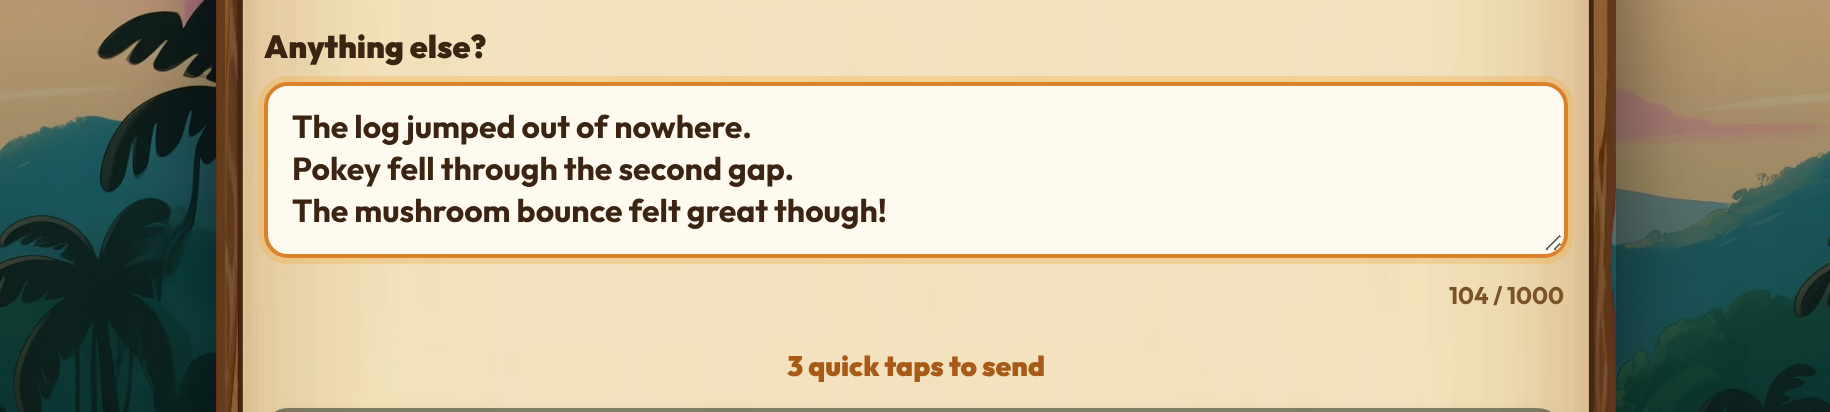 Anything else?
The log jumped out of nowhere.
Pokey fell through the second gap.
The mushroom bounce felt great though!
104 / 1000
3 quick taps to send